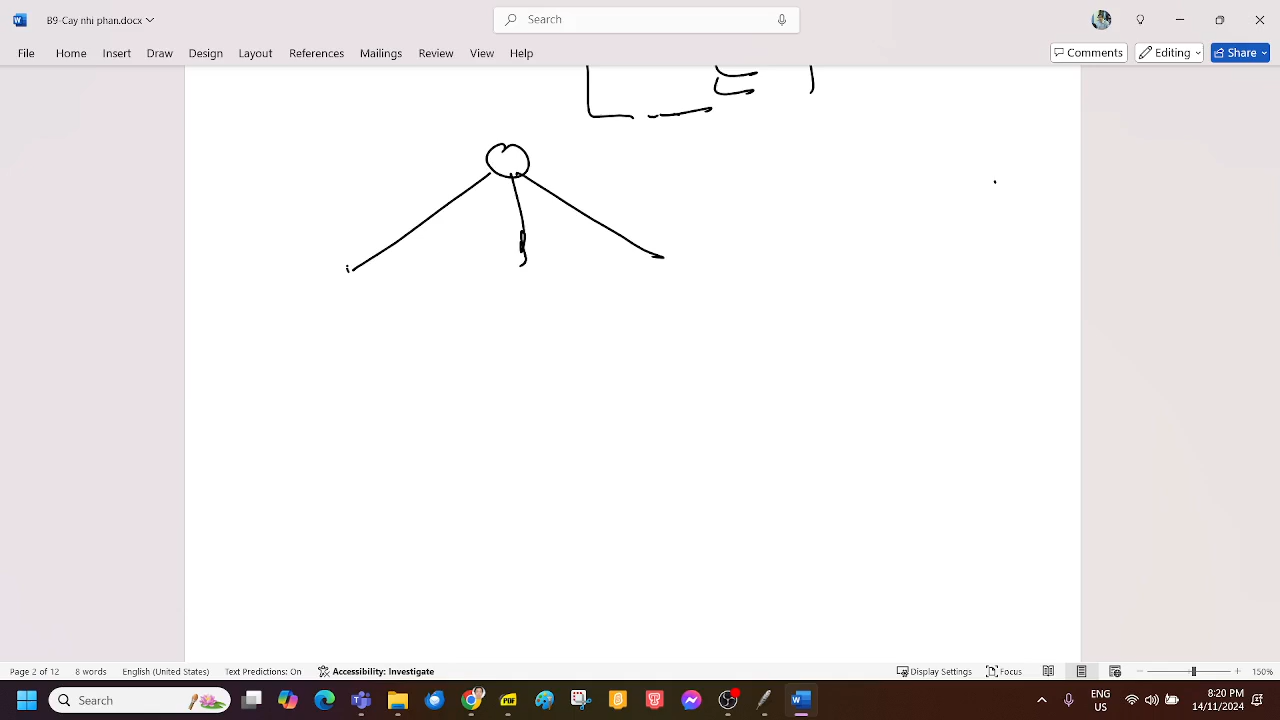 B9-Cay nhi phan.docx
Search
File Home Insert Draw Design Layout References Mailings Review View Help
Comments Editing Share
Page 2 of 12 8 words English (United States) Text Predictions: On Accessibility: Investigate Display Settings Focus 150%
Search PDF ENG 8:20 PM
US 14/11/2024